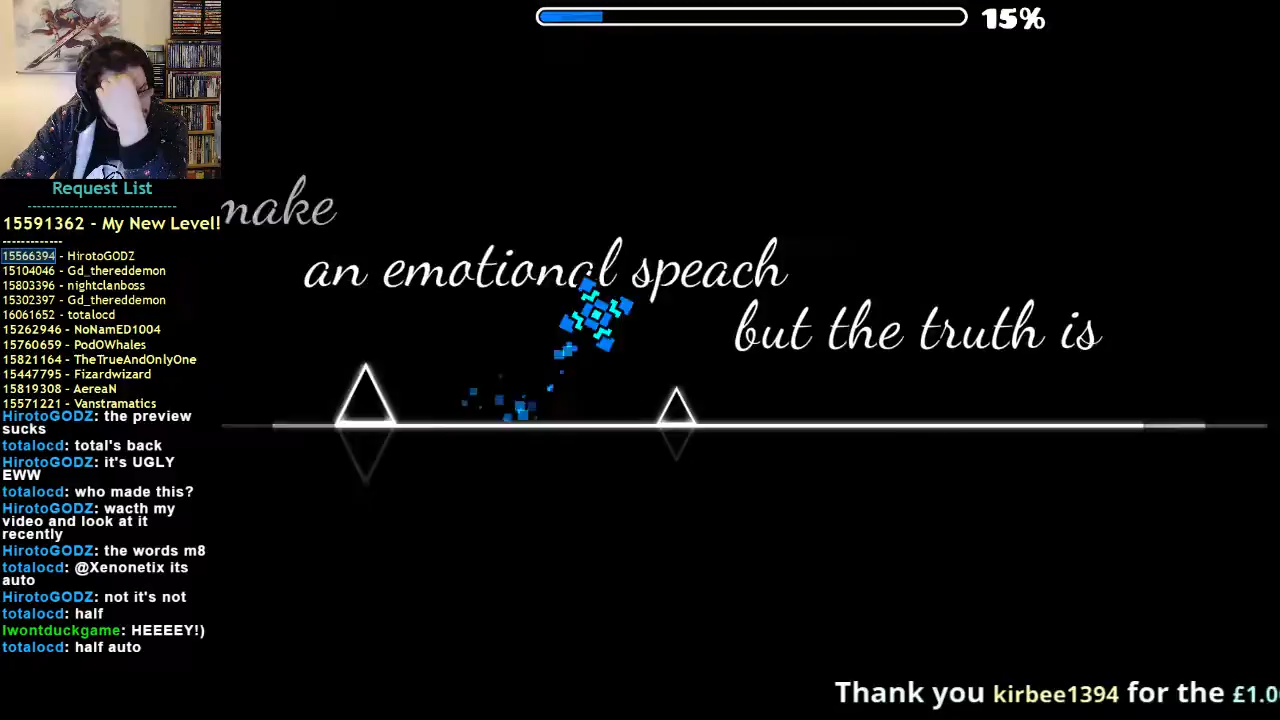 15%
Request List
------------------------------
15591362 - My New Level!
-------------
15566394 - HirotoGODZ
15104046 - Gd_thereddemon
15803396 - nightclanboss
15302397 - Gd_thereddemon
16061652 - totalocd
15262946 - NoNamED1004
15760659 - PodOWhales
15821164 - TheTrueAndOnlyOne
15447795 - Fizardwizard
15819308 - AereaN
15571221 - Vanstramatics
HirotoGODZ: the preview
sucks
totalocd: total's back
HirotoGODZ: it's UGLY
EWW
totalocd: who made this?
HirotoGODZ: wacth my
video and look at it
recently
HirotoGODZ: the words m8
totalocd: @Xenonetix its
auto
HirotoGODZ: not it's not
totalocd: half
Iwontduckgame: HEEEEY!)
totalocd: half auto
make
an emotional speach
but the truth is
Thank you kirbee1394 for the £1.0